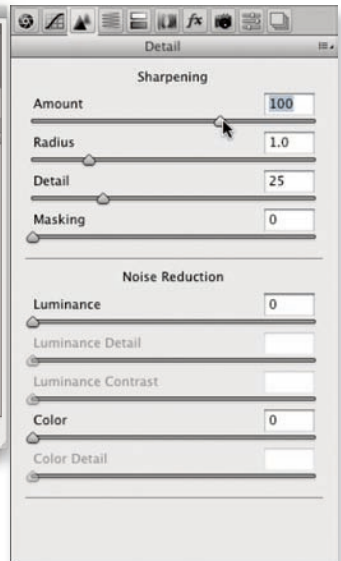 fx
Detail
Sharpening
Amount 100
Radius 1.0
Detail 25
Masking 0
Noise Reduction
Luminance 0
Luminance Detail
Luminance Contrast
Color 0
Color Detail